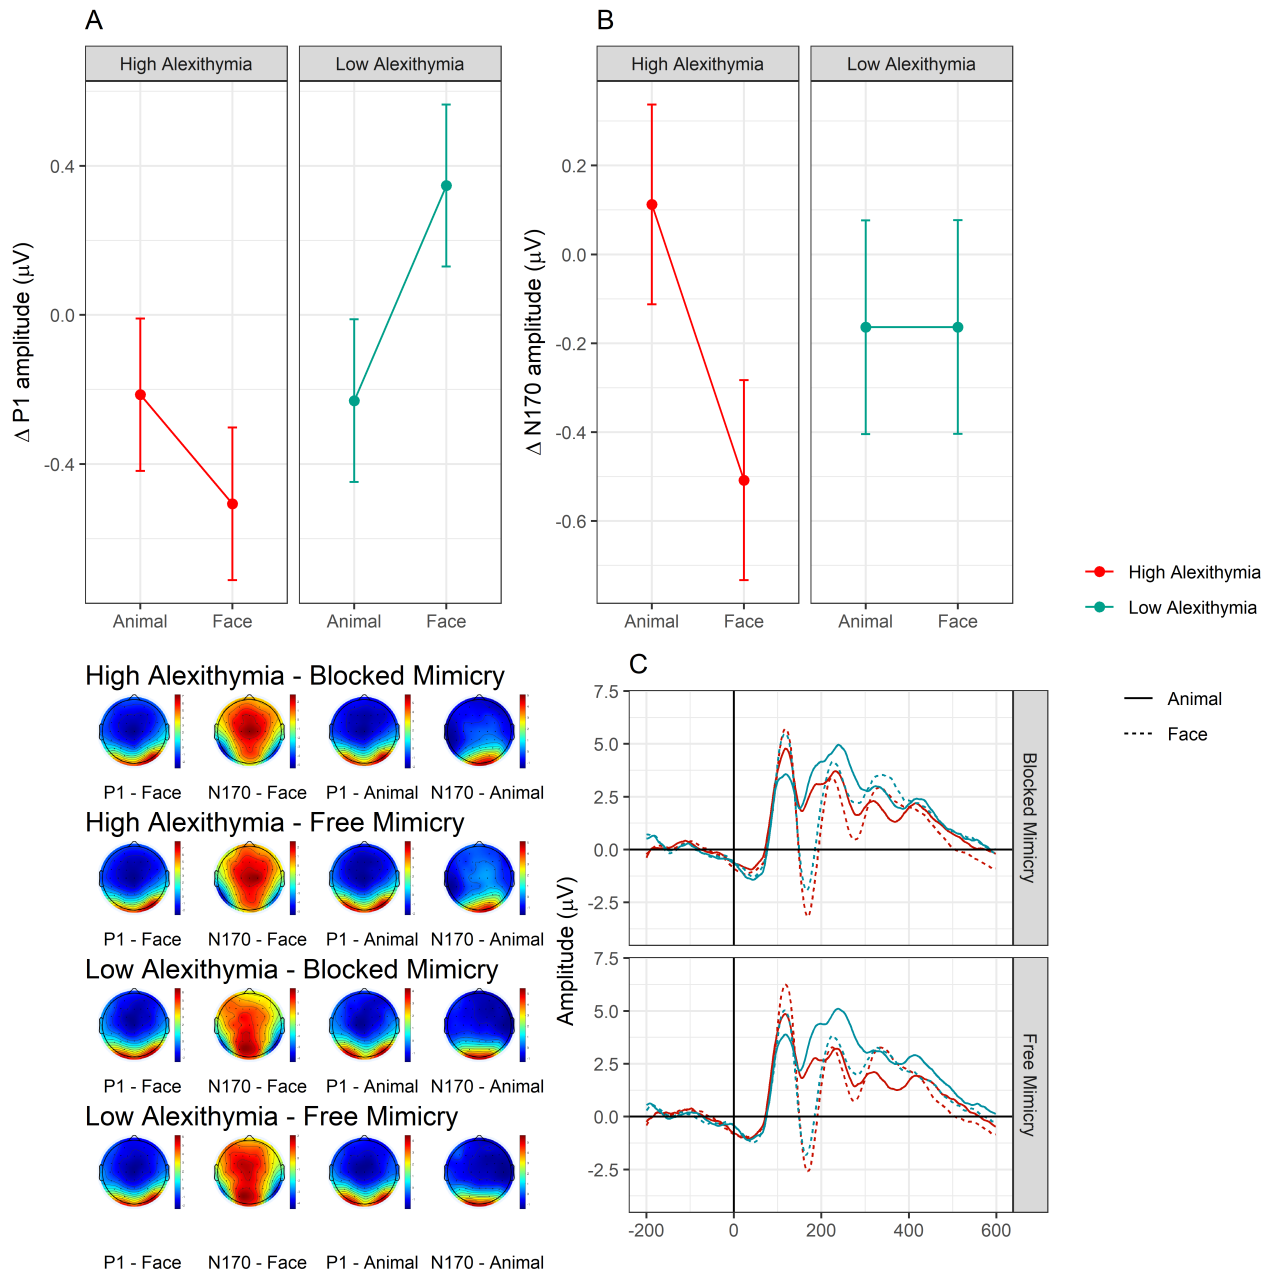 A
High Alexithymia
Low Alexithymia
Δ P1 amplitude (μV)
0.4
0.0
-0.4
Animal
Face
Animal
Face
B
High Alexithymia
Low Alexithymia
Δ N170 amplitude (μV)
0.2
0.0
-0.2
-0.4
-0.6
Animal
Face
Animal
Face
High Alexithymia
Low Alexithymia
Animal
Face
High Alexithymia - Blocked Mimicry
P1 - Face
N170 - Face
P1 - Animal
N170 - Animal
High Alexithymia - Free Mimicry
P1 - Face
N170 - Face
P1 - Animal
N170 - Animal
Low Alexithymia - Blocked Mimicry
P1 - Face
N170 - Face
P1 - Animal
N170 - Animal
Low Alexithymia - Free Mimicry
P1 - Face
N170 - Face
P1 - Animal
N170 - Animal
C
Amplitude (μV)
7.5
5.0
2.5
0.0
-2.5
Blocked Mimicry
7.5
5.0
2.5
0.0
-2.5
Free Mimicry
-200
0
200
400
600